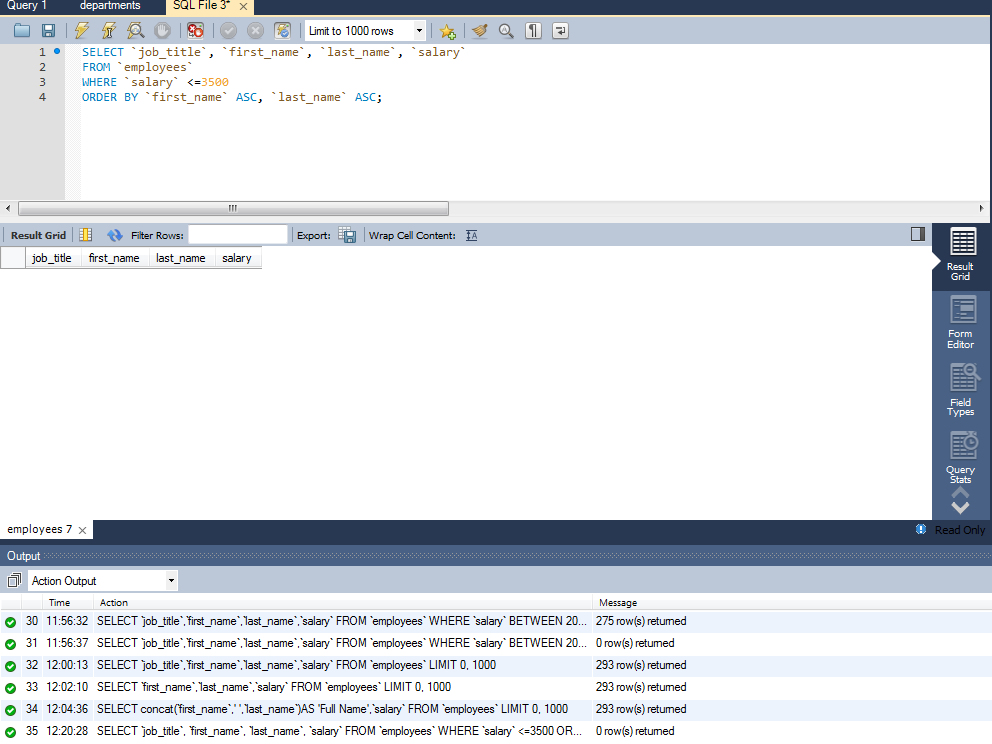 Query 1 departments SQL File 3*
Limit to 1000 rows
1 SELECT `job_title`, `first_name`, `last_name`, `salary`
2 FROM `employees`
3 WHERE `salary` <=3500
4 ORDER BY `first_name` ASC, `last_name` ASC;
Result Grid Filter Rows: Export: Wrap Cell Content:
job_title first_name last_name salary
Result
Grid
Form
Editor
Field
Types
Query
Stats
employees 7 Read Only
Output
Action Output
Time Action Message
30 11:56:32 SELECT `job_title`,`first_name`,`last_name`,`salary` FROM `employees` WHERE `salary` BETWEEN 20... 275 row(s) returned
31 11:56:37 SELECT `job_title`,`first_name`,`last_name`,`salary` FROM `employees` WHERE `salary` BETWEEN 20... 0 row(s) returned
32 12:00:13 SELECT `job_title`,`first_name`,`last_name`,`salary` FROM `employees` LIMIT 0, 1000 293 row(s) returned
33 12:02:10 SELECT `first_name`,`last_name`,`salary` FROM `employees` LIMIT 0, 1000 293 row(s) returned
34 12:04:36 SELECT concat(`first_name`,' ',`last_name`)AS 'Full Name',`salary` FROM `employees` LIMIT 0, 1000 293 row(s) returned
35 12:20:28 SELECT `job_title`, `first_name`, `last_name`, `salary` FROM `employees` WHERE `salary` <=3500 OR... 0 row(s) returned